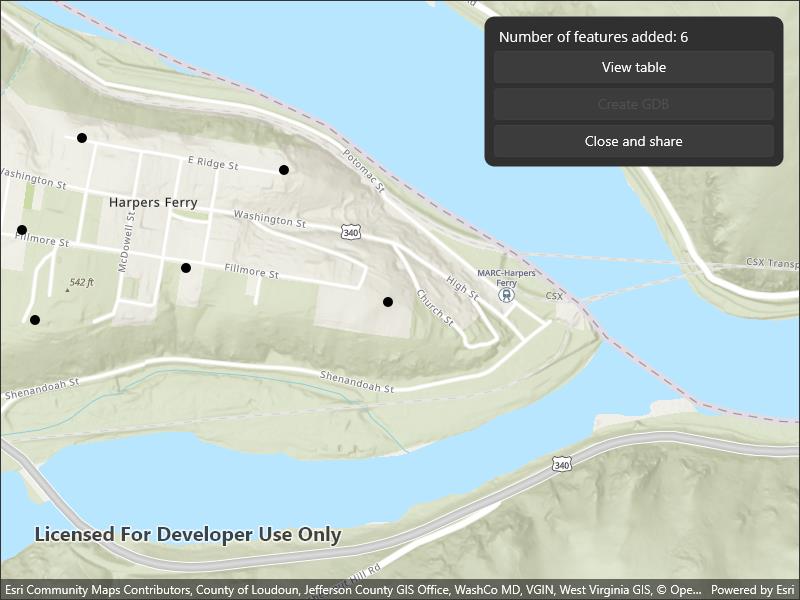 Number of features added: 6
View table
Create GDB
Close and share
Potomac St
E Ridge St
Washington St
Harpers Ferry
Washington St
340
McDowell St
Fillmore St
Fillmore St
542 ft
MARC-Harpers
Ferry
CSX Transp
High St
CSX
Church St
Shenandoah St
Shenandoah St
340
Licensed For Developer Use Only
Hill Rd
Esri Community Maps Contributors, County of Loudoun, Jefferson County GIS Office, WashCo MD, VGIN, West Virginia GIS, © Ope...
Powered by Esri